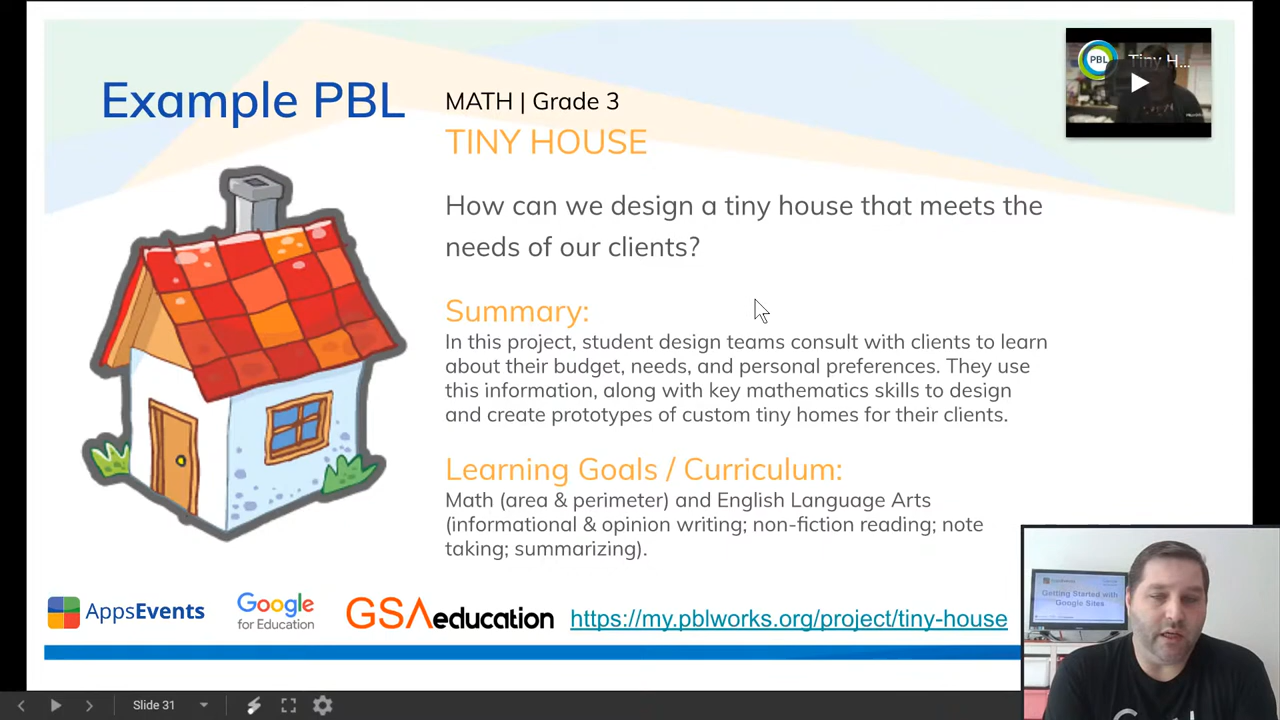 Example PBL
MATH | Grade 3
TINY HOUSE
How can we design a tiny house that meets the
needs of our clients?
Summary:
In this project, student design teams consult with clients to learn
about their budget, needs, and personal preferences. They use
this information, along with key mathematics skills to design
and create prototypes of custom tiny homes for their clients.
Learning Goals / Curriculum:
Math (area & perimeter) and English Language Arts
(informational & opinion writing; non-fiction reading; note
taking; summarizing).
PBL
Tiny H...
AppsEvents
Google
for Education
GSAeducation
https://my.pblworks.org/project/tiny-house
Getting Started with
Google Sites
Slide 31